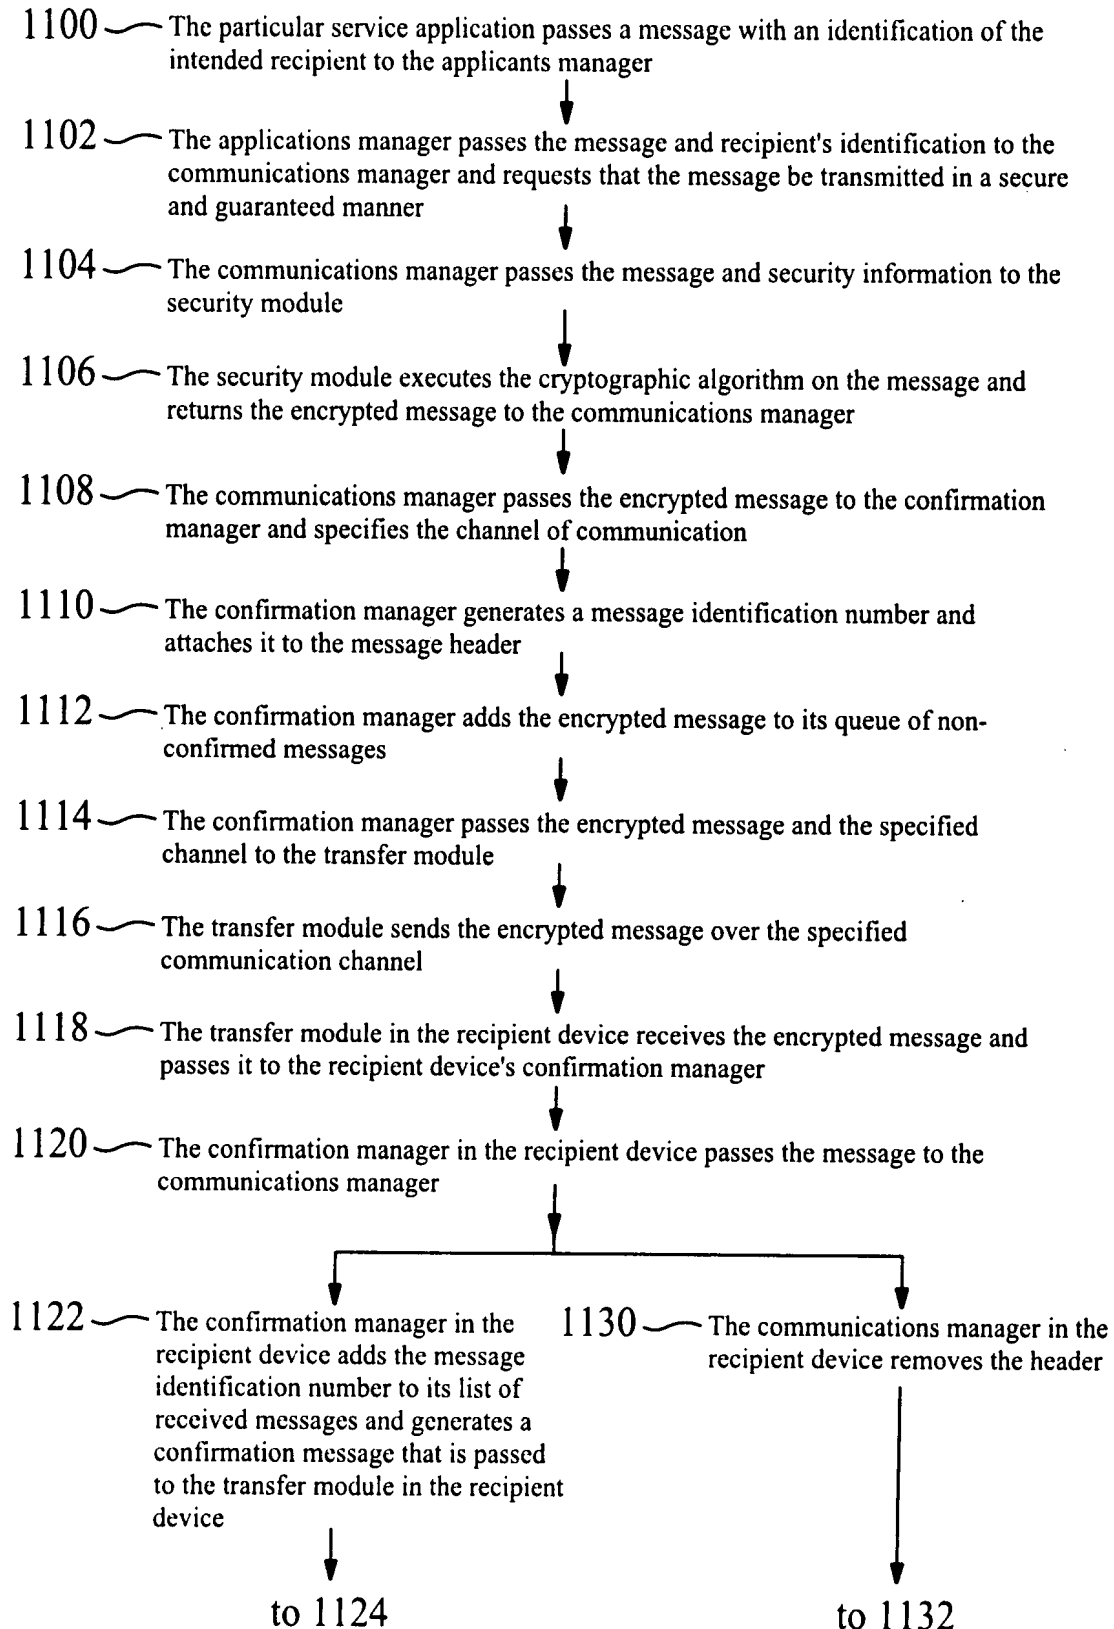 1100 The particular service application passes a message with an identification of the
intended recipient to the applicants manager
1102 The applications manager passes the message and recipient's identification to the
communications manager and requests that the message be transmitted in a secure
and guaranteed manner
1104 The communications manager passes the message and security information to the
security module
1106 The security module executes the cryptographic algorithm on the message and
returns the encrypted message to the communications manager
1108 The communications manager passes the encrypted message to the confirmation
manager and specifies the channel of communication
1110 The confirmation manager generates a message identification number and
attaches it to the message header
1112 The confirmation manager adds the encrypted message to its queue of non-
confirmed messages
1114 The confirmation manager passes the encrypted message and the specified
channel to the transfer module
1116 The transfer module sends the encrypted message over the specified
communication channel
1118 The transfer module in the recipient device receives the encrypted message and
passes it to the recipient device's confirmation manager
1120 The confirmation manager in the recipient device passes the message to the
communications manager
1122 The confirmation manager in the
recipient device adds the message
identification number to its list of
received messages and generates a
confirmation message that is passed
to the transfer module in the recipient
device
to 1124
1130 The communications manager in the
recipient device removes the header
to 1132